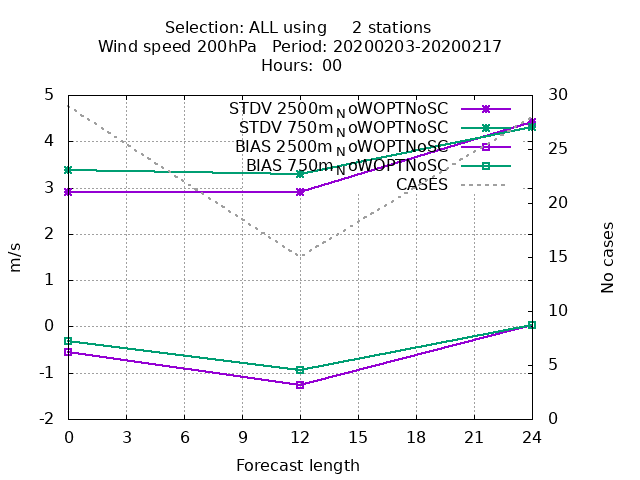 Selection: ALL using     2 stations
Wind speed 200hPa   Period: 20200203-20200217
Hours: 00
5
4
3
2
1
0
-1
-2
m/s
STDV 2500m_NoWOPTNoSC
STDV 750m_NoWOPTNoSC
BIAS 2500m_NoWOPTNoSC
BIAS 750m_NoWOPTNoSC
CASES
30
25
20
15
10
5
0
No cases
0 3 6 9 12 15 18 21 24
Forecast length